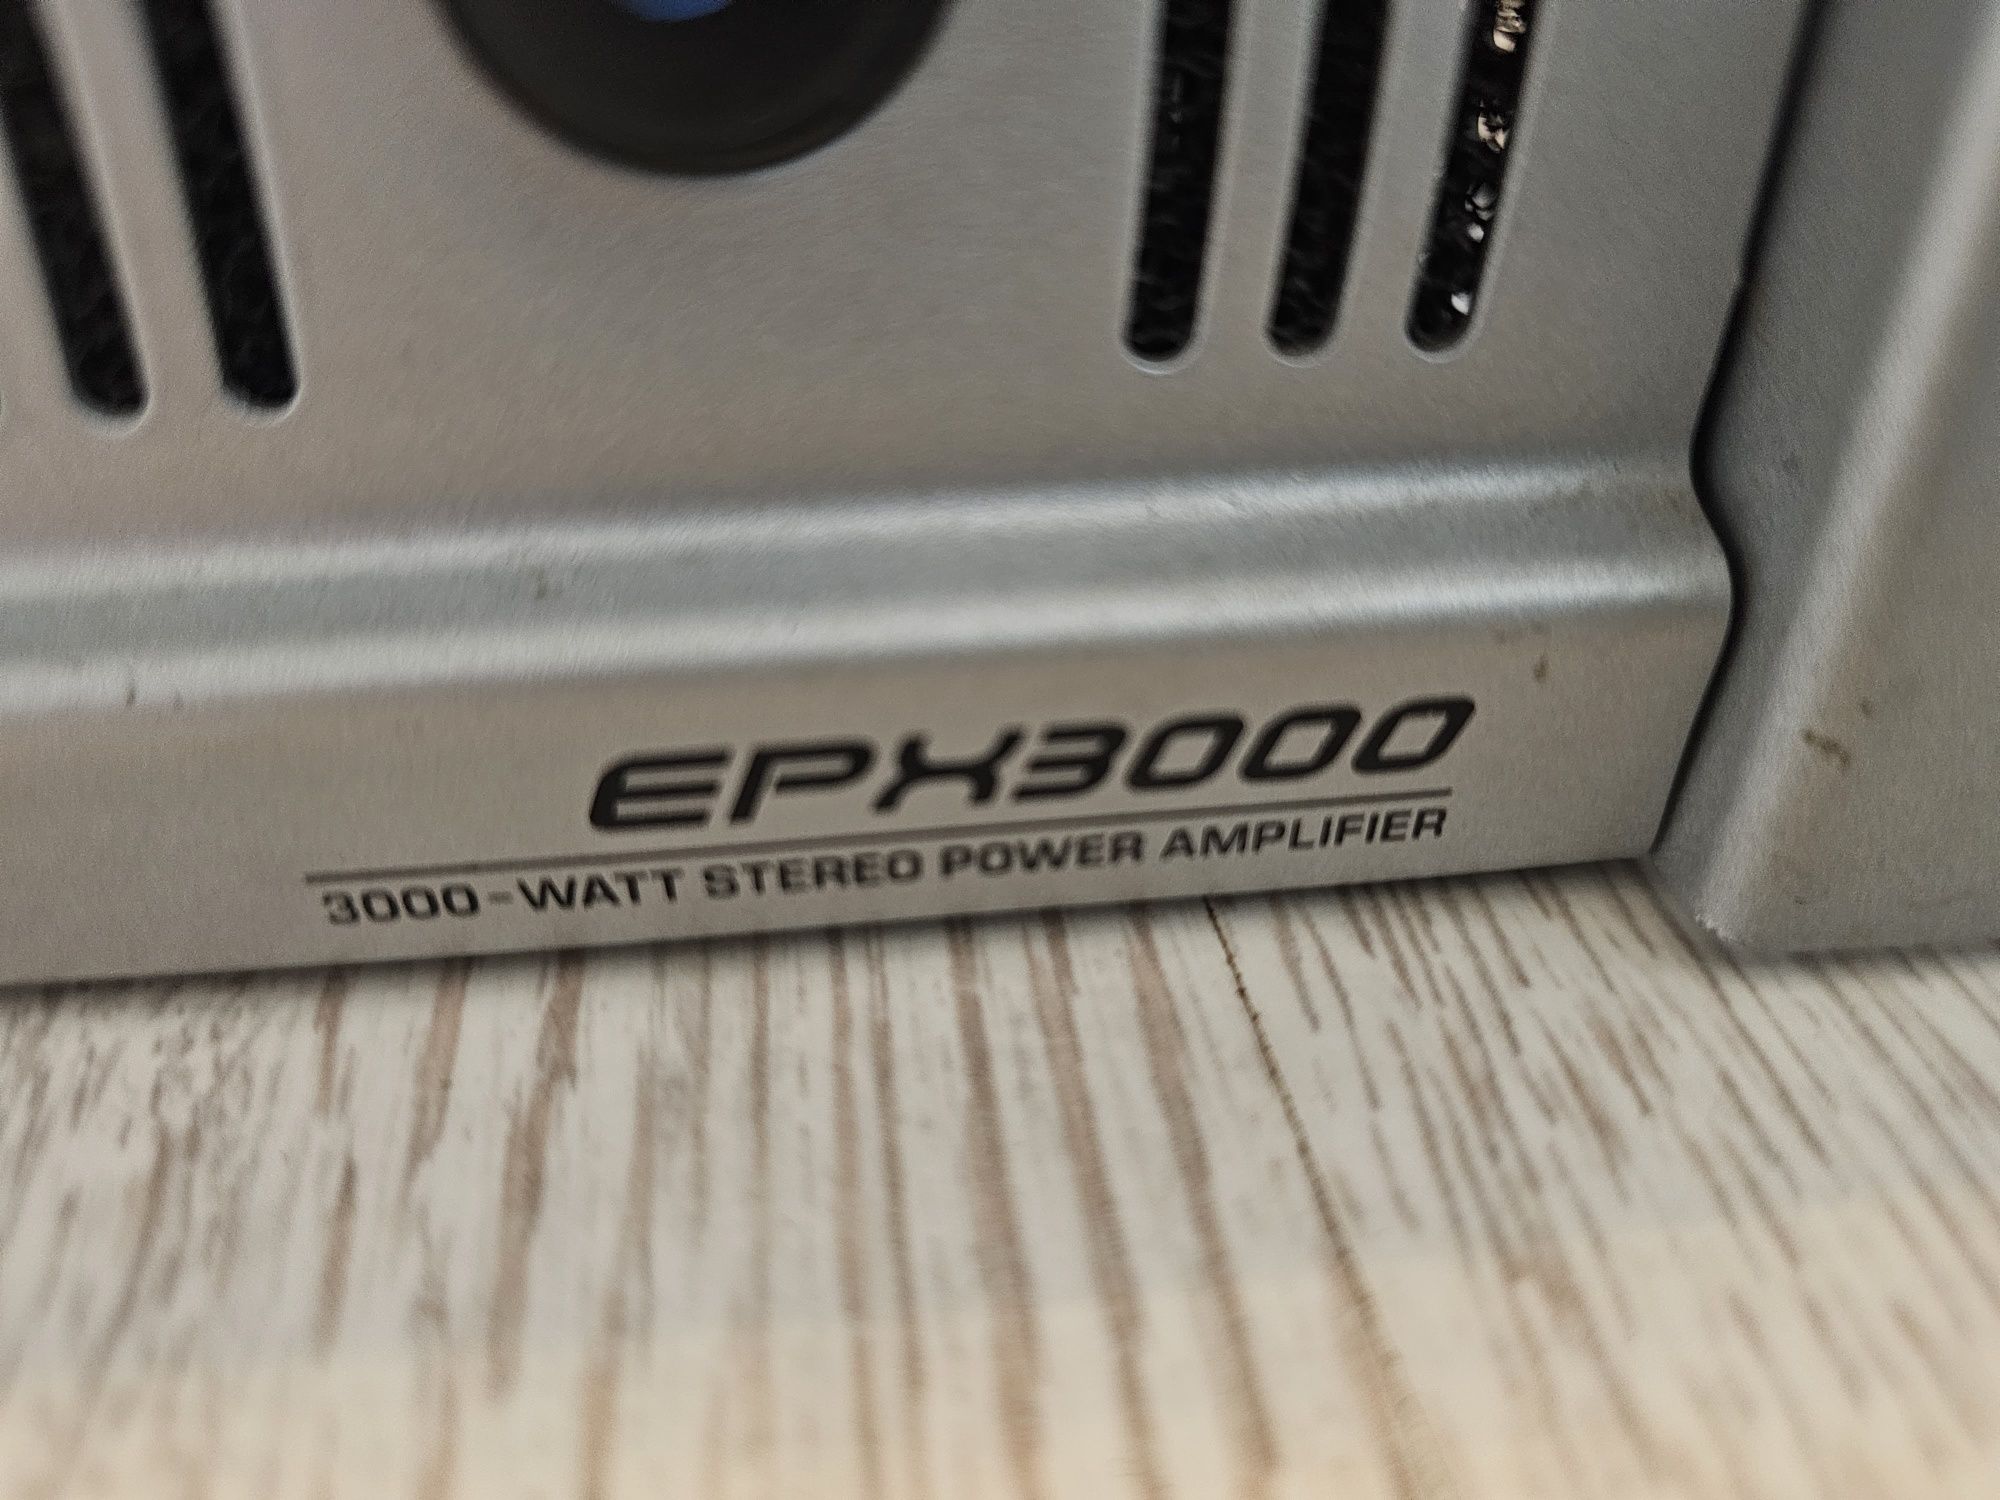 EPX3000
3000-WATT STEREO POWER AMPLIFIER